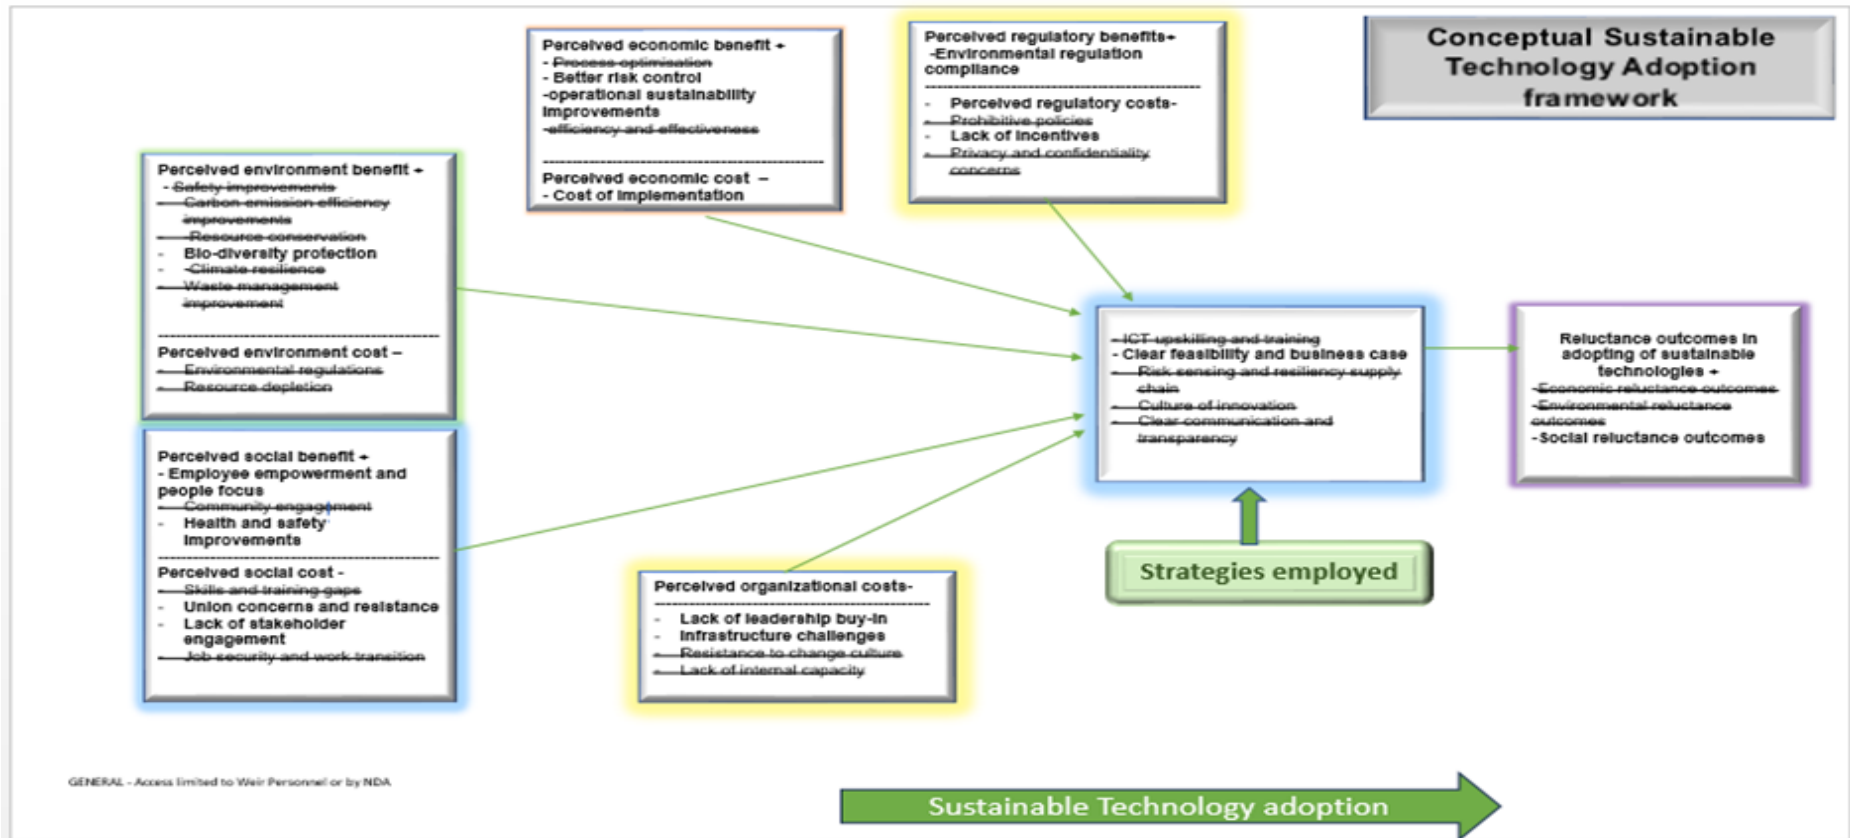 Conceptual Sustainable
Technology Adoption
framework
Perceived economic benefit +
- Process optimisation
- Better risk control
-operational sustainability
improvements
-efficiency and effectiveness
Perceived economic cost –
- Cost of implementation
Perceived regulatory benefits+
-Environmental regulation
compliance
- Perceived regulatory costs-
- Prohibitive policies
- Lack of incentives
- Privacy and confidentiality
concerns
Perceived environment benefit +
- Safety improvements
- Carbon emission efficiency
improvements
- -Resource conservation
- Bio-diversity protection
- -Climate resilience
- Waste management
improvement
Perceived environment cost –
- Environmental regulations
- Resource depletion
Perceived social benefit +
- Employee empowerment and
people focus
- Community engagement
- Health and safety
improvements
Perceived social cost -
- Skills and training gaps
- Union concerns and resistance
- Lack of stakeholder
engagement
- Job security and work transition
Perceived organizational costs-
- Lack of leadership buy-in
- Infrastructure challenges
- Resistance to change culture
- Lack of internal capacity
- ICT upskilling and training
- Clear feasibility and business case
- Risk sensing and resiliency supply
chain
- Culture of innovation
- Clear communication and
transparency
Strategies employed
Reluctance outcomes in
adopting of sustainable
technologies +
-Economic reluctance outcomes
-Environmental reluctance
outcomes
-Social reluctance outcomes
GENERAL - Access limited to Weir Personnel or by NDA
Sustainable Technology adoption